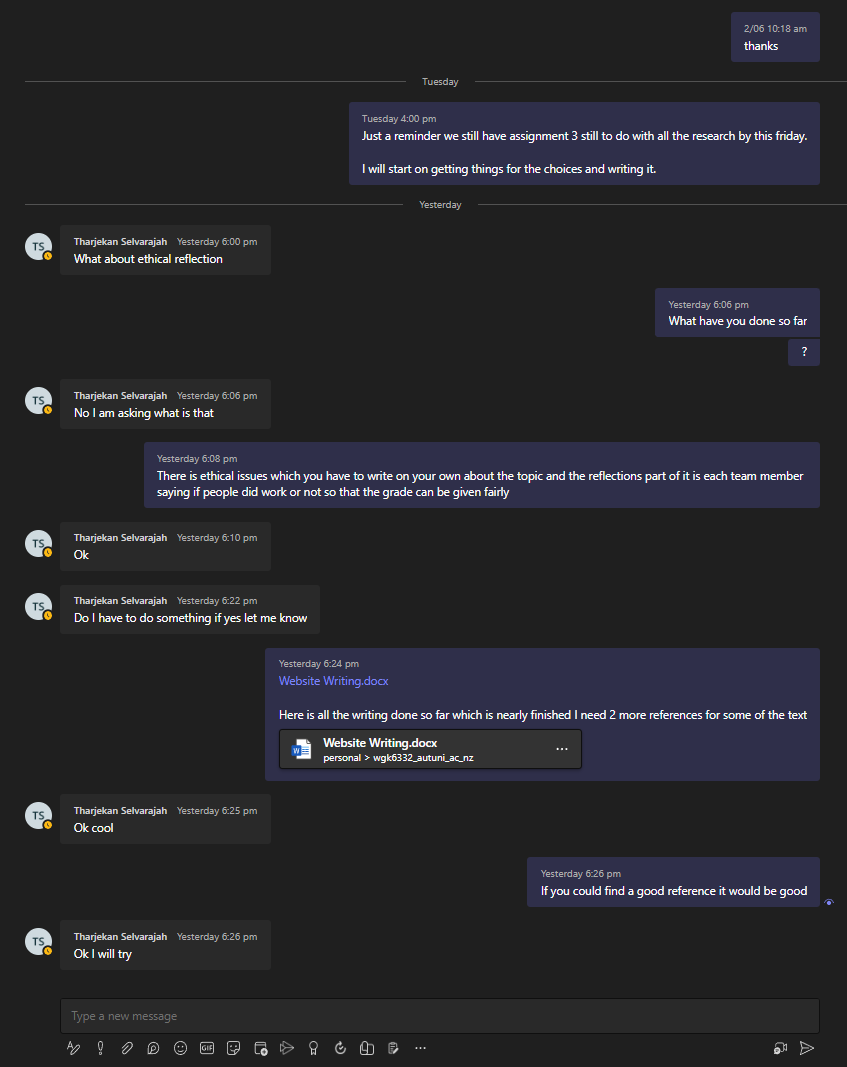 2/06 10:18 am
thanks
Tuesday
Tuesday 4:00 pm
Just a reminder we still have assignment 3 still to do with all the research by this friday.
I will start on getting things for the choices and writing it.
Yesterday
TS
Tharjekan Selvarajah Yesterday 6:00 pm
What about ethical reflection
Yesterday 6:06 pm
What have you done so far
?
TS
Tharjekan Selvarajah Yesterday 6:06 pm
No I am asking what is that
Yesterday 6:08 pm
There is ethical issues which you have to write on your own about the topic and the reflections part of it is each team member
saying if people did work or not so that the grade can be given fairly
TS
Tharjekan Selvarajah Yesterday 6:10 pm
Ok
TS
Tharjekan Selvarajah Yesterday 6:22 pm
Do I have to do something if yes let me know
Yesterday 6:24 pm
Website Writing.docx
Here is all the writing done so far which is nearly finished I need 2 more references for some of the text
Website Writing.docx
personal > wgk6332_autuni_ac_nz
TS
Tharjekan Selvarajah Yesterday 6:25 pm
Ok cool
Yesterday 6:26 pm
If you could find a good reference it would be good
TS
Tharjekan Selvarajah Yesterday 6:26 pm
Ok I will try
Type a new message
GIF